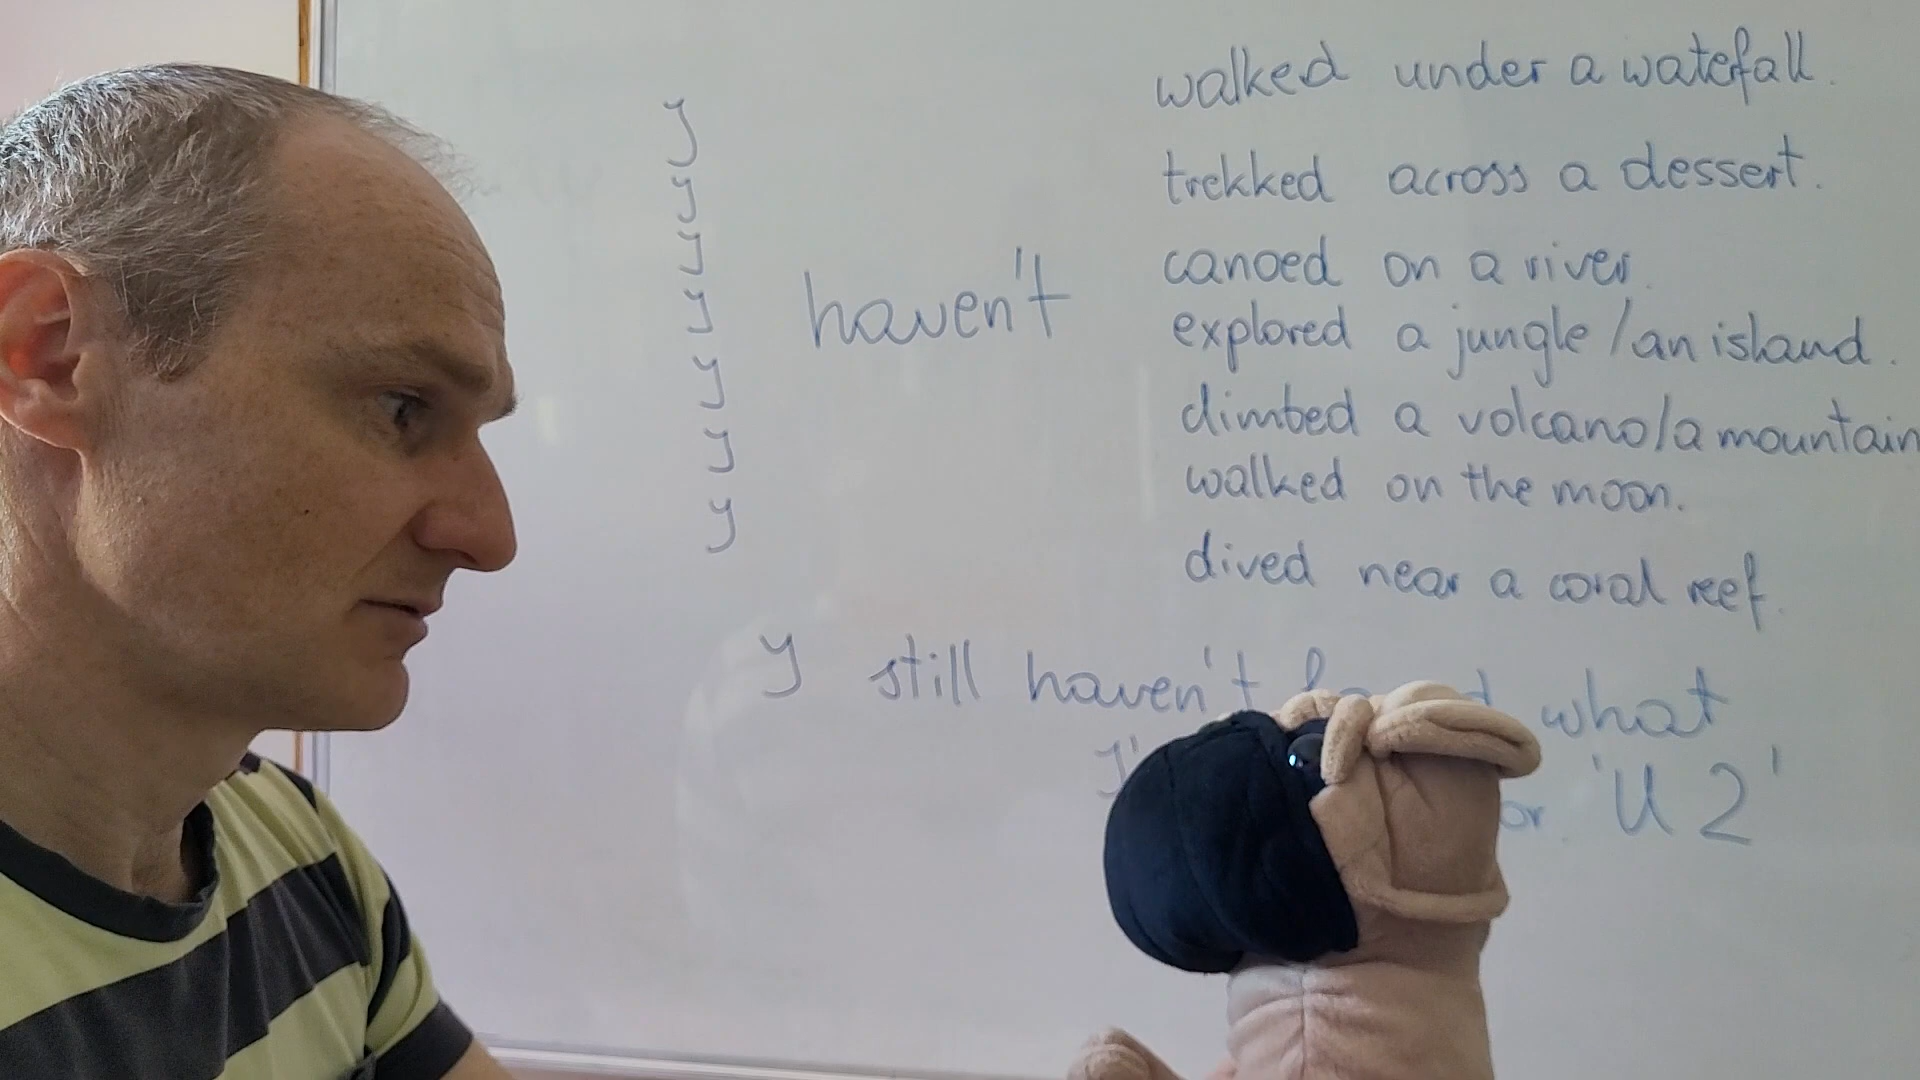 y
y
y
y
y
y
y
haven't
walked under a watefall.
trekked across a dessert.
canoed on a river.
explored a jungle/an island.
climbed a volcano/a mountain
walked on the moon.
dived near a coral reef.
y still haven't what
'U2'